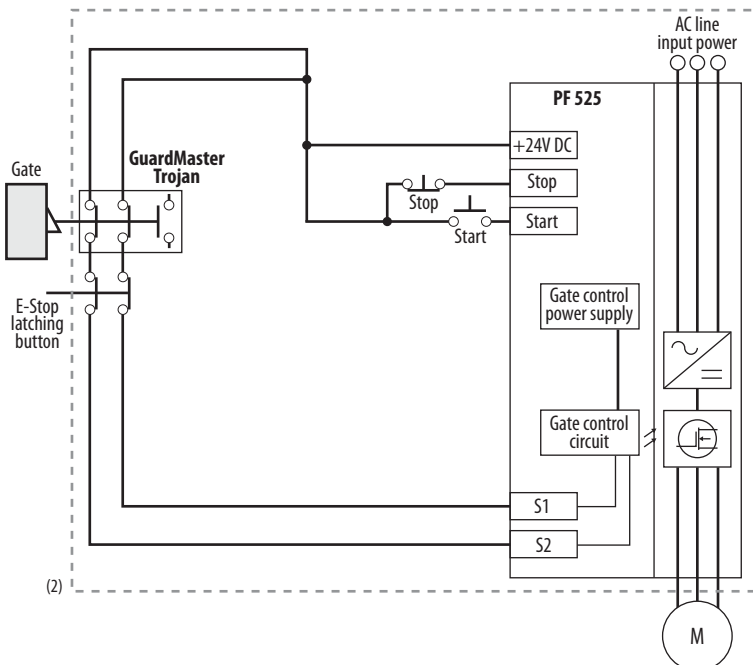 AC line
input power
PF 525
+24V DC
Stop
Start
Stop
Start
Gate
GuardMaster
Trojan
E-Stop
latching
button
Gate control
power supply
Gate control
circuit
S1
S2
(2)
M